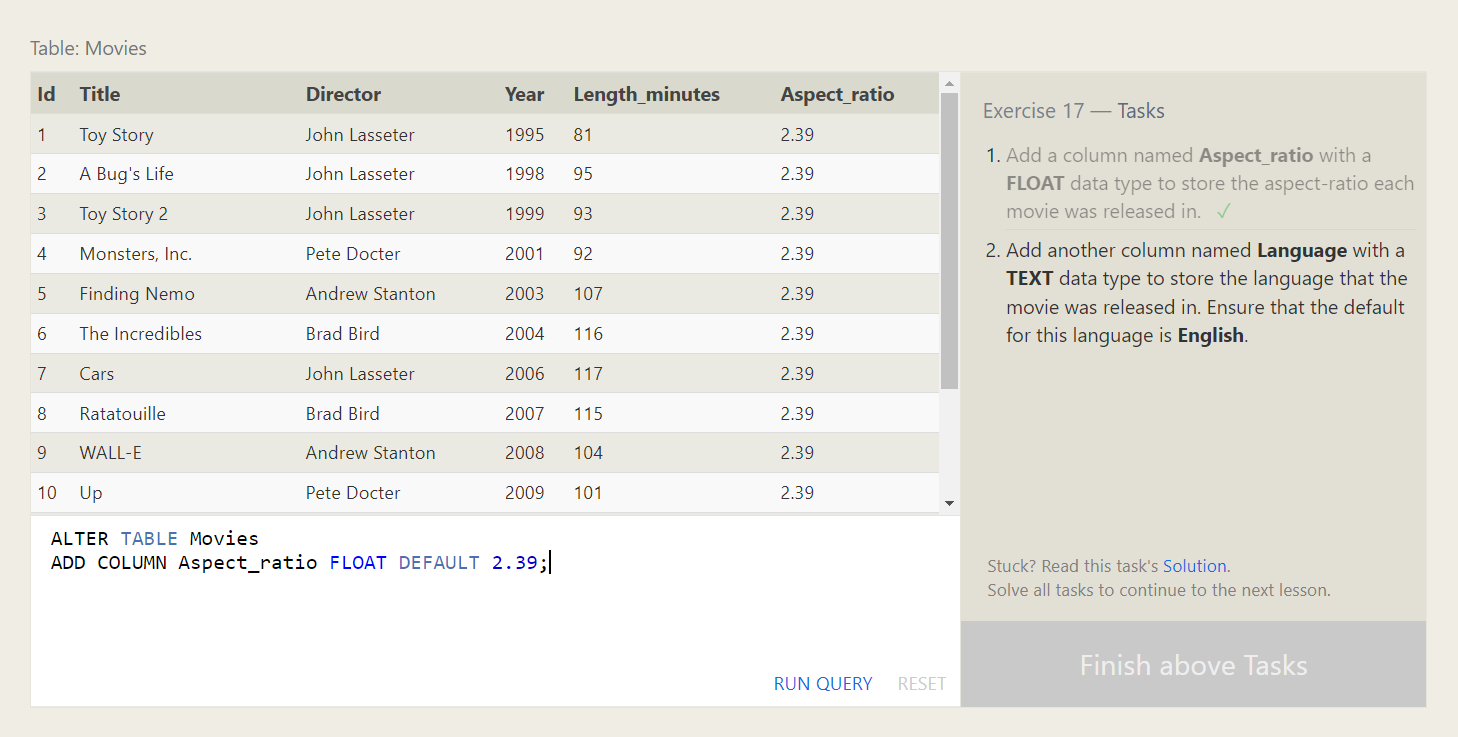 Table: Movies
Id Title Director Year Length_minutes Aspect_ratio
1 Toy Story John Lasseter 1995 81 2.39
2 A Bug's Life John Lasseter 1998 95 2.39
3 Toy Story 2 John Lasseter 1999 93 2.39
4 Monsters, Inc. Pete Docter 2001 92 2.39
5 Finding Nemo Andrew Stanton 2003 107 2.39
6 The Incredibles Brad Bird 2004 116 2.39
7 Cars John Lasseter 2006 117 2.39
8 Ratatouille Brad Bird 2007 115 2.39
9 WALL-E Andrew Stanton 2008 104 2.39
10 Up Pete Docter 2009 101 2.39
ALTER TABLE Movies
ADD COLUMN Aspect_ratio FLOAT DEFAULT 2.39;
RUN QUERY RESET
Exercise 17 — Tasks
1. Add a column named Aspect_ratio with a
FLOAT data type to store the aspect-ratio each
movie was released in. ✓
2. Add another column named Language with a
TEXT data type to store the language that the
movie was released in. Ensure that the default
for this language is English.
Stuck? Read this task's Solution.
Solve all tasks to continue to the next lesson.
Finish above Tasks